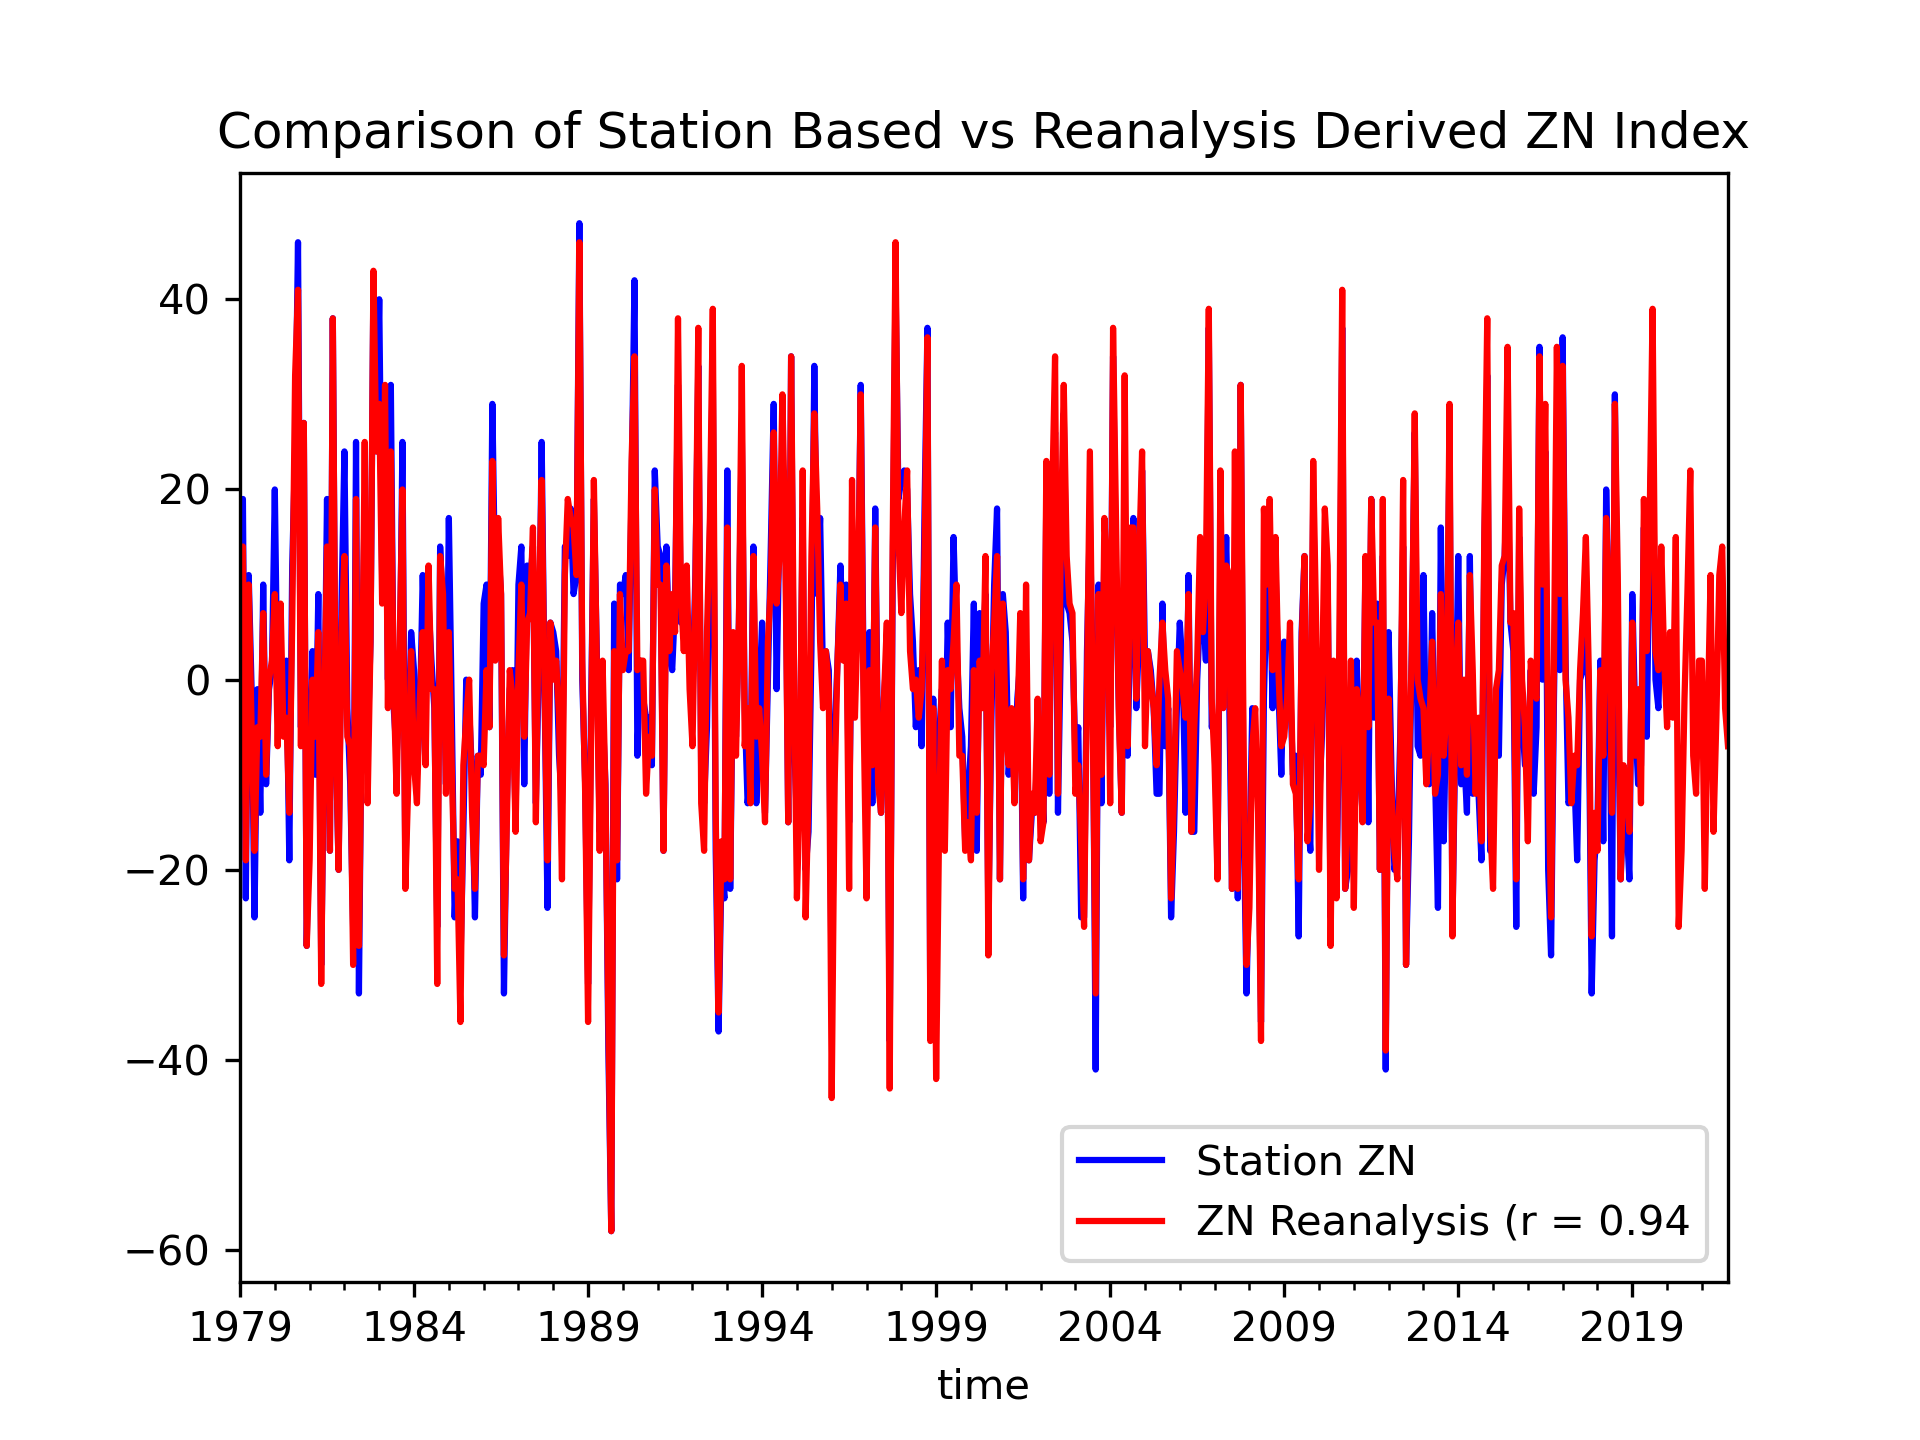 Comparison of Station Based vs Reanalysis Derived ZN Index
40
20
0
−20
−40
−60
Station ZN
ZN Reanalysis (r = 0.94
1979 1984 1989 1994 1999 2004 2009 2014 2019
time